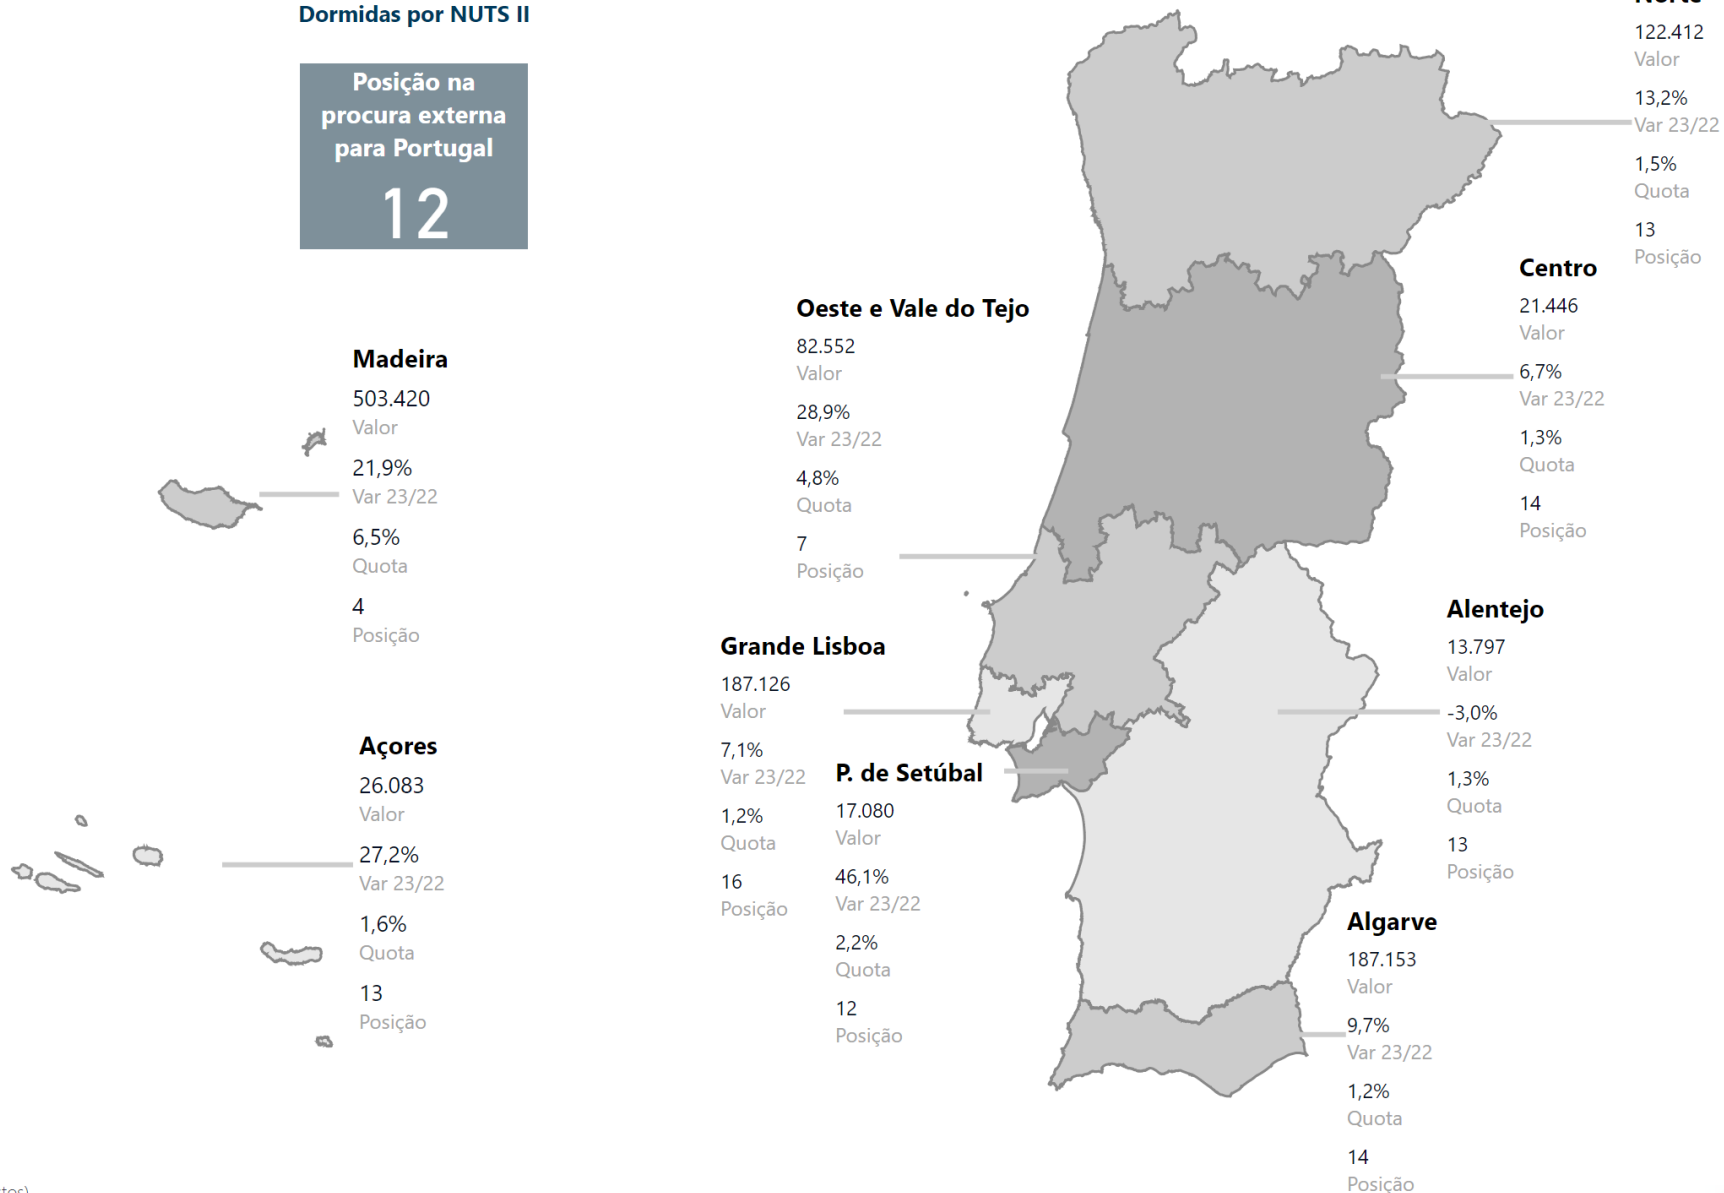 Dormidas por NUTS II
Posição na
procura externa
para Portugal
12
Norte
122.412
Valor
13,2%
Var 23/22
1,5%
Quota
13
Posição
Centro
21.446
Valor
6,7%
Var 23/22
1,3%
Quota
14
Posição
Oeste e Vale do Tejo
82.552
Valor
28,9%
Var 23/22
4,8%
Quota
7
Posição
Madeira
503.420
Valor
21,9%
Var 23/22
6,5%
Quota
4
Posição
Alentejo
13.797
Valor
-3,0%
Var 23/22
1,3%
Quota
13
Posição
Grande Lisboa
187.126
Valor
7,1%
Var 23/22
1,2%
Quota
16
Posição
Açores
26.083
Valor
27,2%
Var 23/22
1,6%
Quota
13
Posição
P. de Setúbal
17.080
Valor
46,1%
Var 23/22
2,2%
Quota
12
Posição
Algarve
187.153
Valor
9,7%
Var 23/22
1,2%
Quota
14
Posição